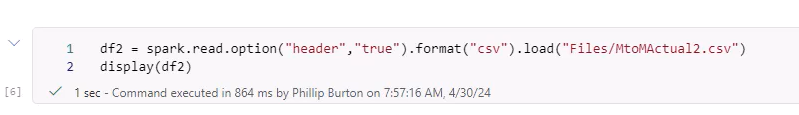 1 df2 = spark.read.option("header","true").format("csv").load("Files/MtoMActual2.csv")
2 display(df2)
[6] 1 sec - Command executed in 864 ms by Phillip Burton on 7:57:16 AM, 4/30/24